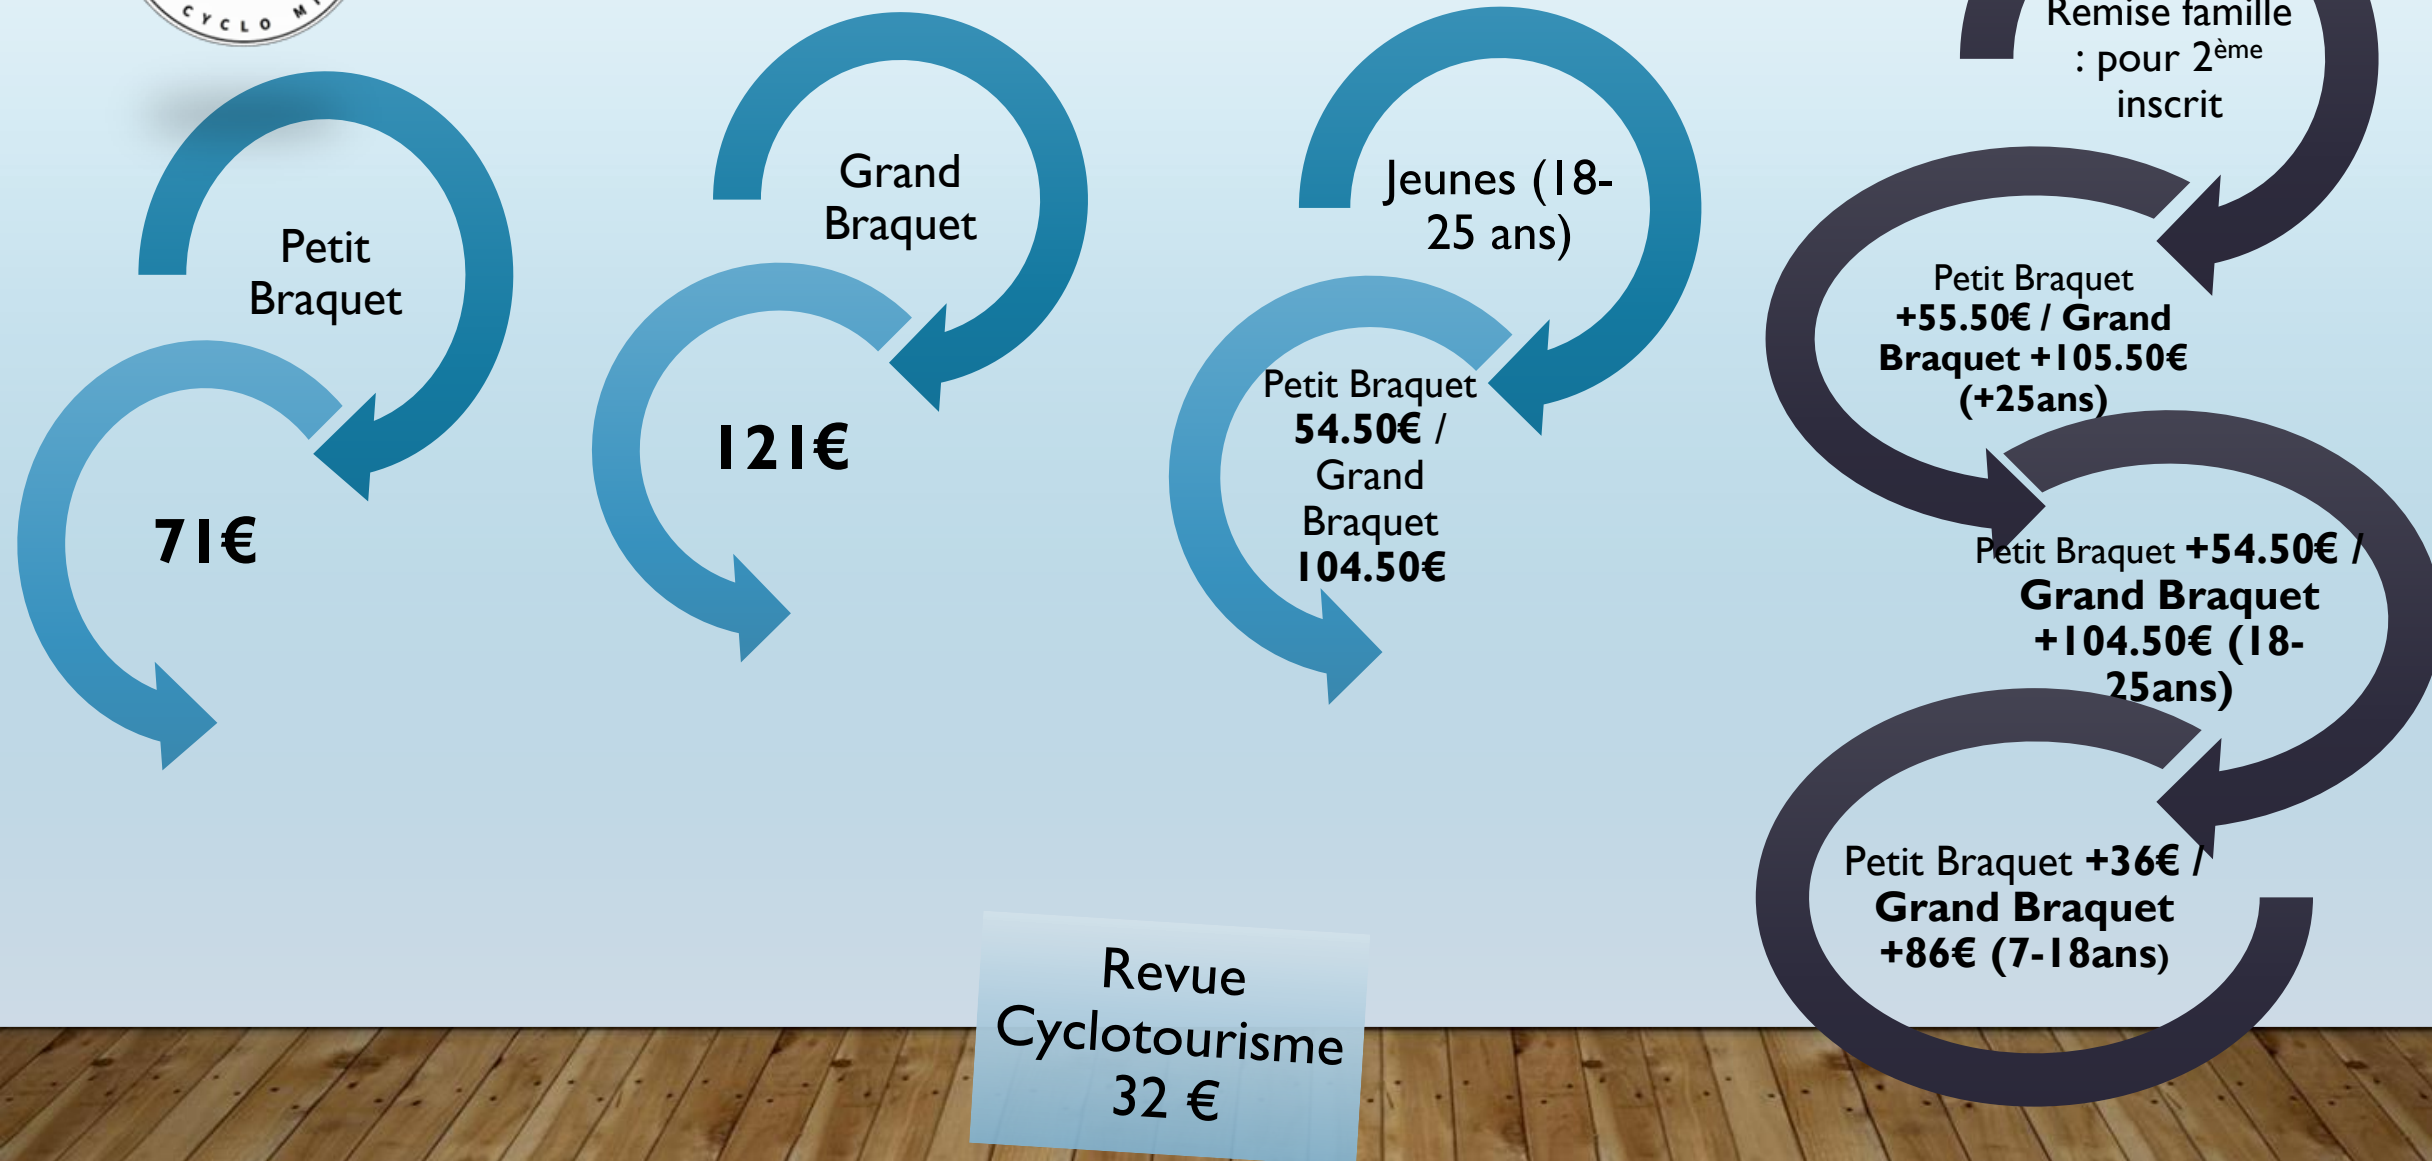 CYCLO
Petit
Braquet
71€
Grand
Braquet
121€
Jeunes (18-
25 ans)
Petit Braquet
54.50€ /
Grand
Braquet
104.50€
Remise famille
: pour 2ème
inscrit
Petit Braquet
+55.50€ / Grand
Braquet +105.50€
(+25ans)
Petit Braquet +54.50€ /
Grand Braquet
+104.50€ (18-
25ans)
Petit Braquet +36€ /
Grand Braquet
+86€ (7-18ans)
Revue
Cyclotourisme
32 €